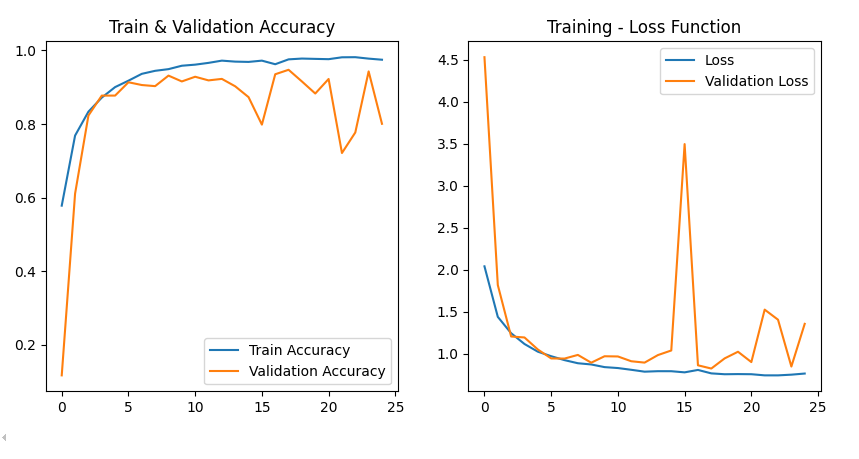 Train & Validation Accuracy
1.0
0.8
0.6
0.4
0.2
0 5 10 15 20 25
Train Accuracy
Validation Accuracy
Training - Loss Function
4.5
4.0
3.5
3.0
2.5
2.0
1.5
1.0
0 5 10 15 20 25
Loss
Validation Loss